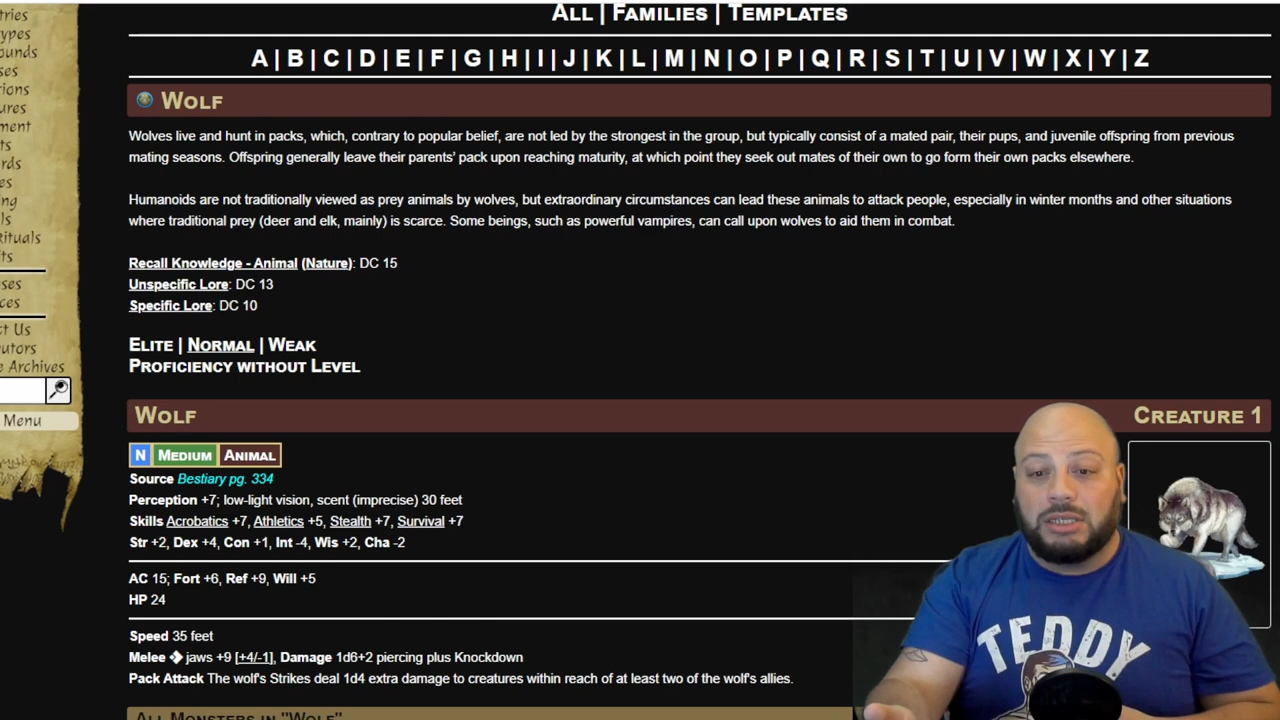 All | Families | Templates
A | B | C | D | E | F | G | H | I | J | K | L | M | N | O | P | Q | R | S | T | U | V | W | X | Y | Z
Wolf
Wolves live and hunt in packs, which, contrary to popular belief, are not led by the strongest in the group, but typically consist of a mated pair, their pups, and juvenile offspring from previous
mating seasons. Offspring generally leave their parents' pack upon reaching maturity, at which point they seek out mates of their own to go form their own packs elsewhere.
Humanoids are not traditionally viewed as prey animals by wolves, but extraordinary circumstances can lead these animals to attack people, especially in winter months and other situations
where traditional prey (deer and elk, mainly) is scarce. Some beings, such as powerful vampires, can call upon wolves to aid them in combat.
Recall Knowledge - Animal (Nature): DC 15
Unspecific Lore: DC 13
Specific Lore: DC 10
Elite | Normal | Weak
Proficiency without Level
Wolf Creature 1
N Medium Animal
Source Bestiary pg. 334
Perception +7; low-light vision, scent (imprecise) 30 feet
Skills Acrobatics +7, Athletics +5, Stealth +7, Survival +7
Str +2, Dex +4, Con +1, Int -4, Wis +2, Cha -2
AC 15; Fort +6, Ref +9, Will +5
HP 24
Speed 35 feet
Melee jaws +9 [+4/-1], Damage 1d6+2 piercing plus Knockdown
Pack Attack The wolf's Strikes deal 1d4 extra damage to creatures within reach of at least two of the wolf's allies.
All Monsters in "Wolf"
Rituals
Us
Archives
Menu
TEDDY